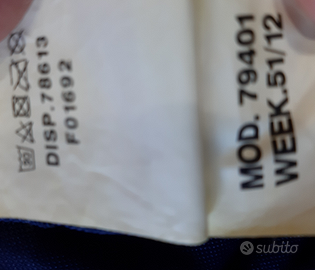 DISP.78613
F01692
MOD. 79401
WEEK.51/12
subito